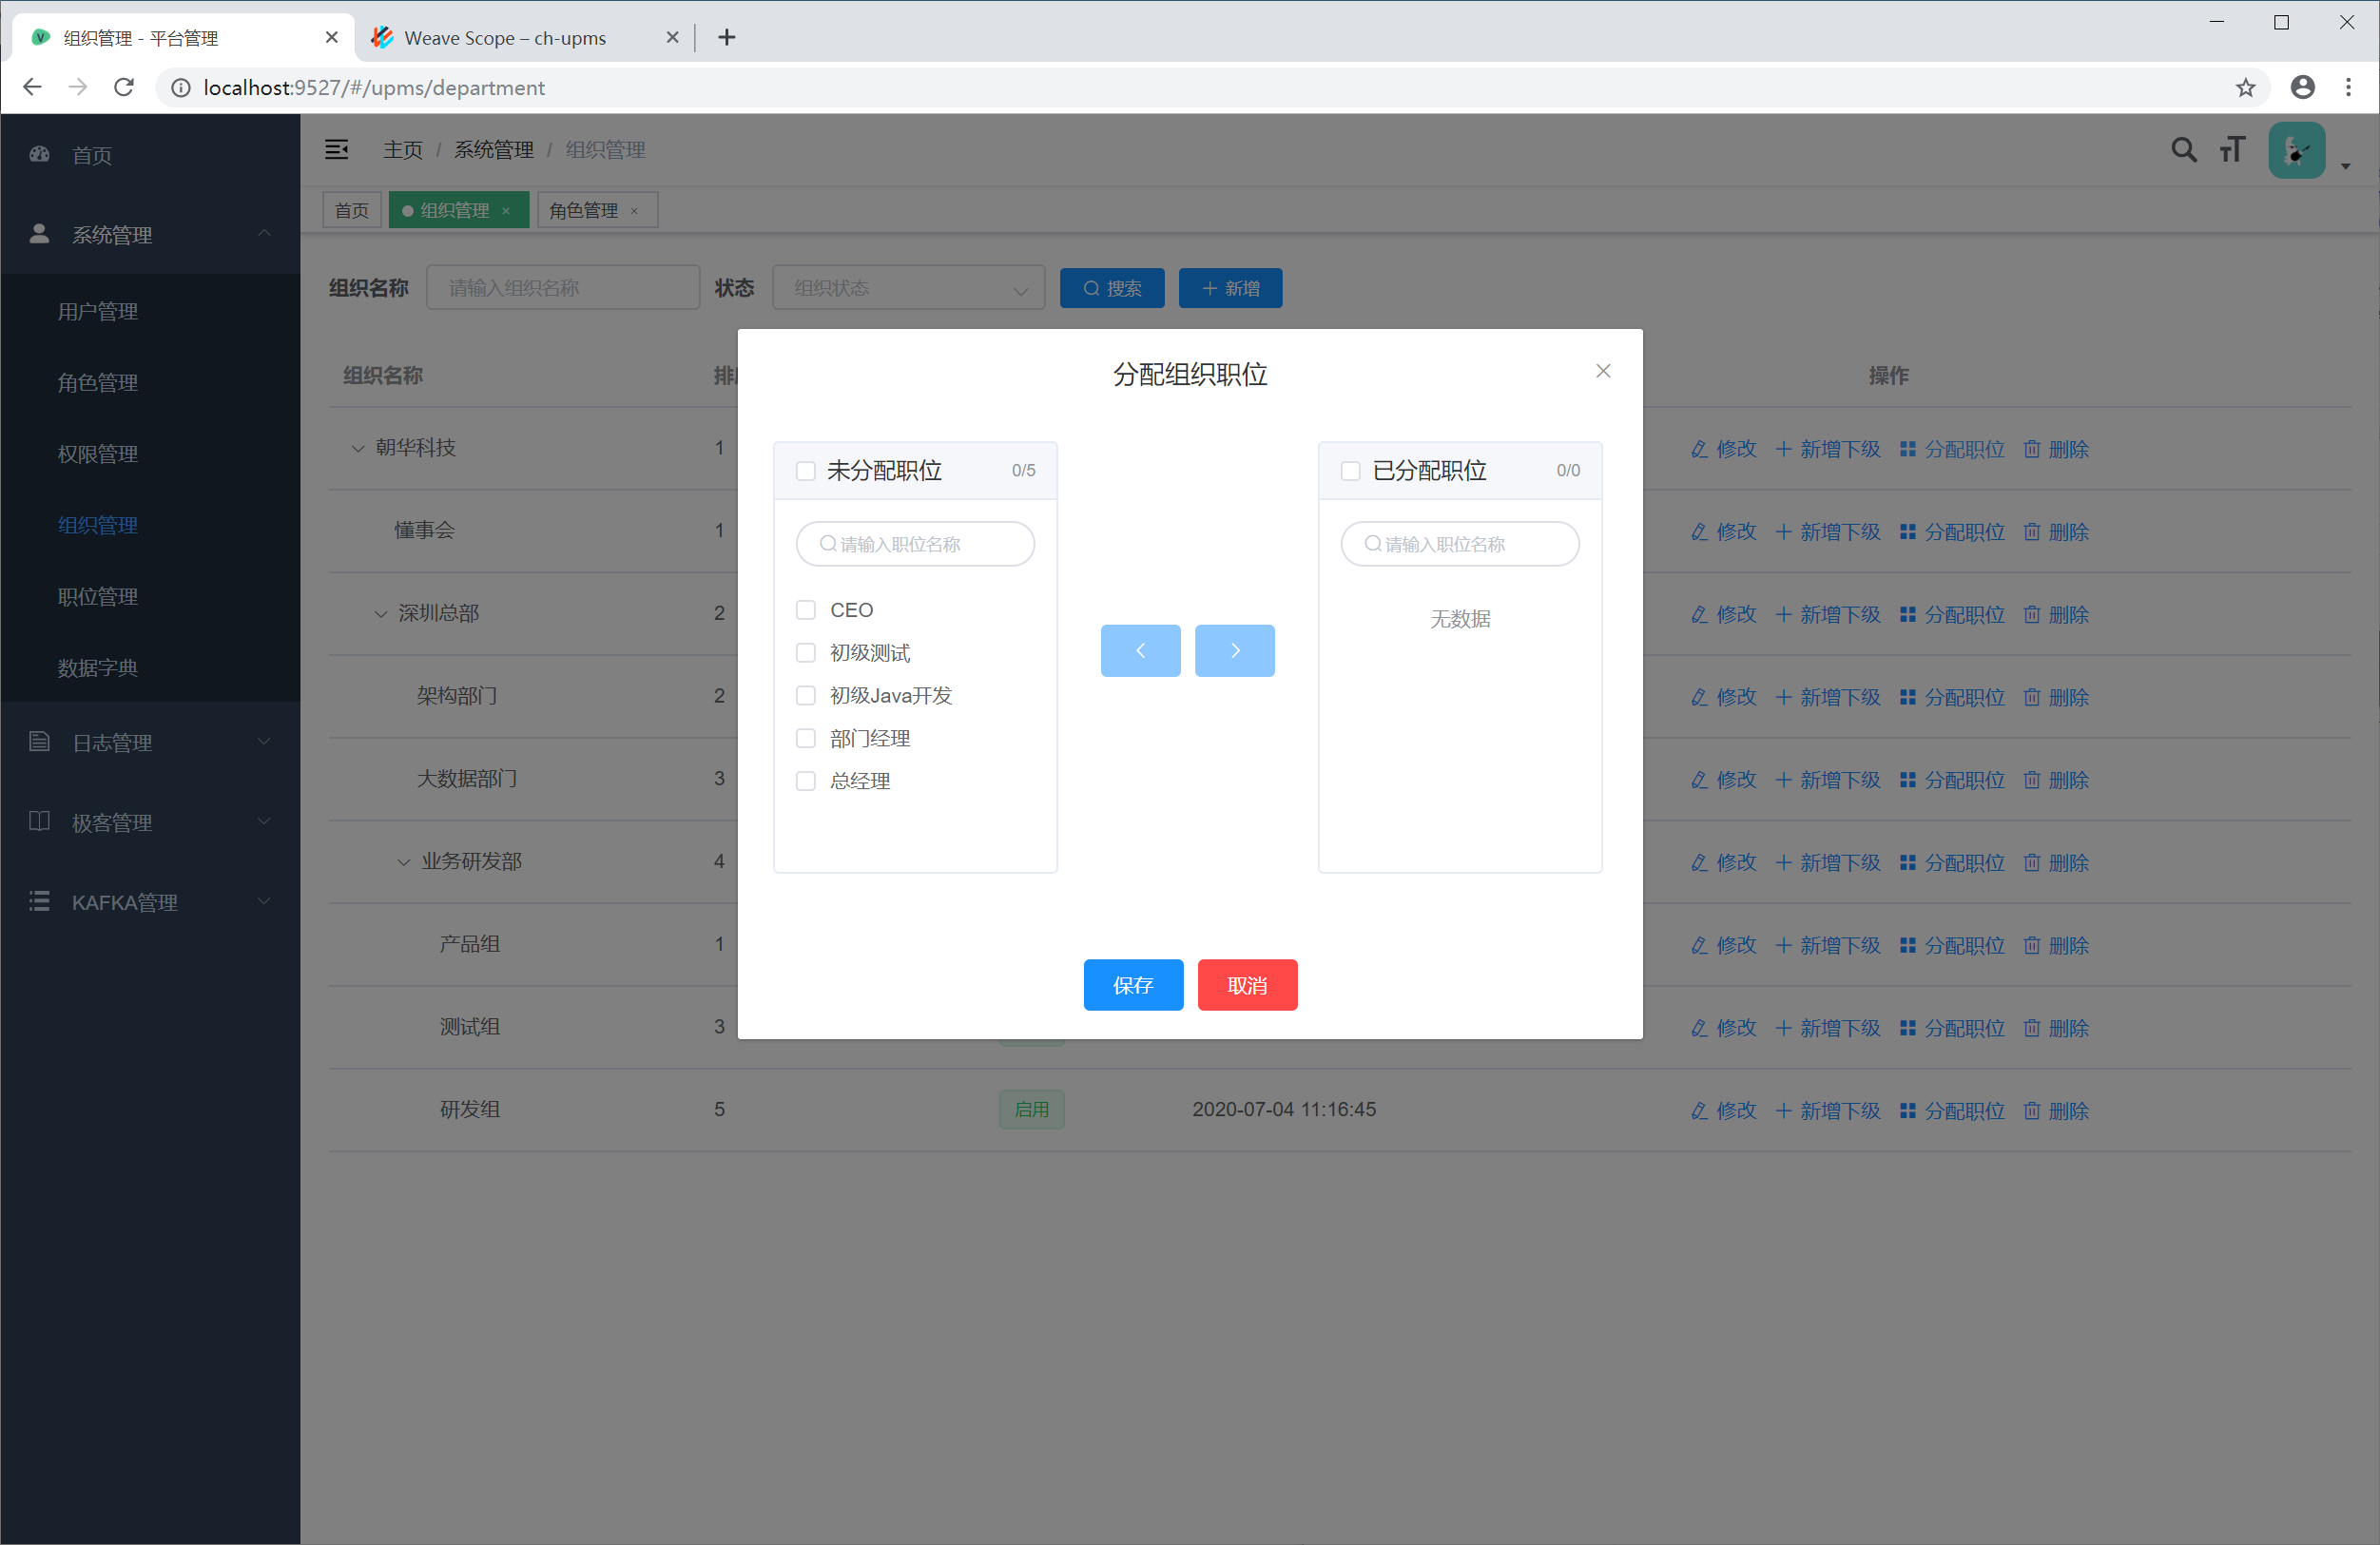 组织管理 - 平台管理
Weave Scope – ch-upms
localhost:9527/#/upms/department
首页
系统管理
用户管理
角色管理
权限管理
组织管理
职位管理
数据字典
日志管理
极客管理
KAFKA管理
主页 / 系统管理 / 组织管理
首页 组织管理 × 角色管理 ×
组织名称 请输入组织名称 状态 组织状态 搜索 新增
组织名称 操作
朝华科技 1 修改 新增下级 分配职位 删除
懂事会 1 修改 新增下级 分配职位 删除
深圳总部 2 修改 新增下级 分配职位 删除
架构部门 2 修改 新增下级 分配职位 删除
大数据部门 3 修改 新增下级 分配职位 删除
业务研发部 4 修改 新增下级 分配职位 删除
产品组 1 修改 新增下级 分配职位 删除
测试组 3 修改 新增下级 分配职位 删除
研发组 5 启用 2020-07-04 11:16:45 修改 新增下级 分配职位 删除
分配组织职位
未分配职位 0/5
请输入职位名称
CEO
初级测试
初级Java开发
部门经理
总经理
已分配职位 0/0
请输入职位名称
无数据
保存 取消